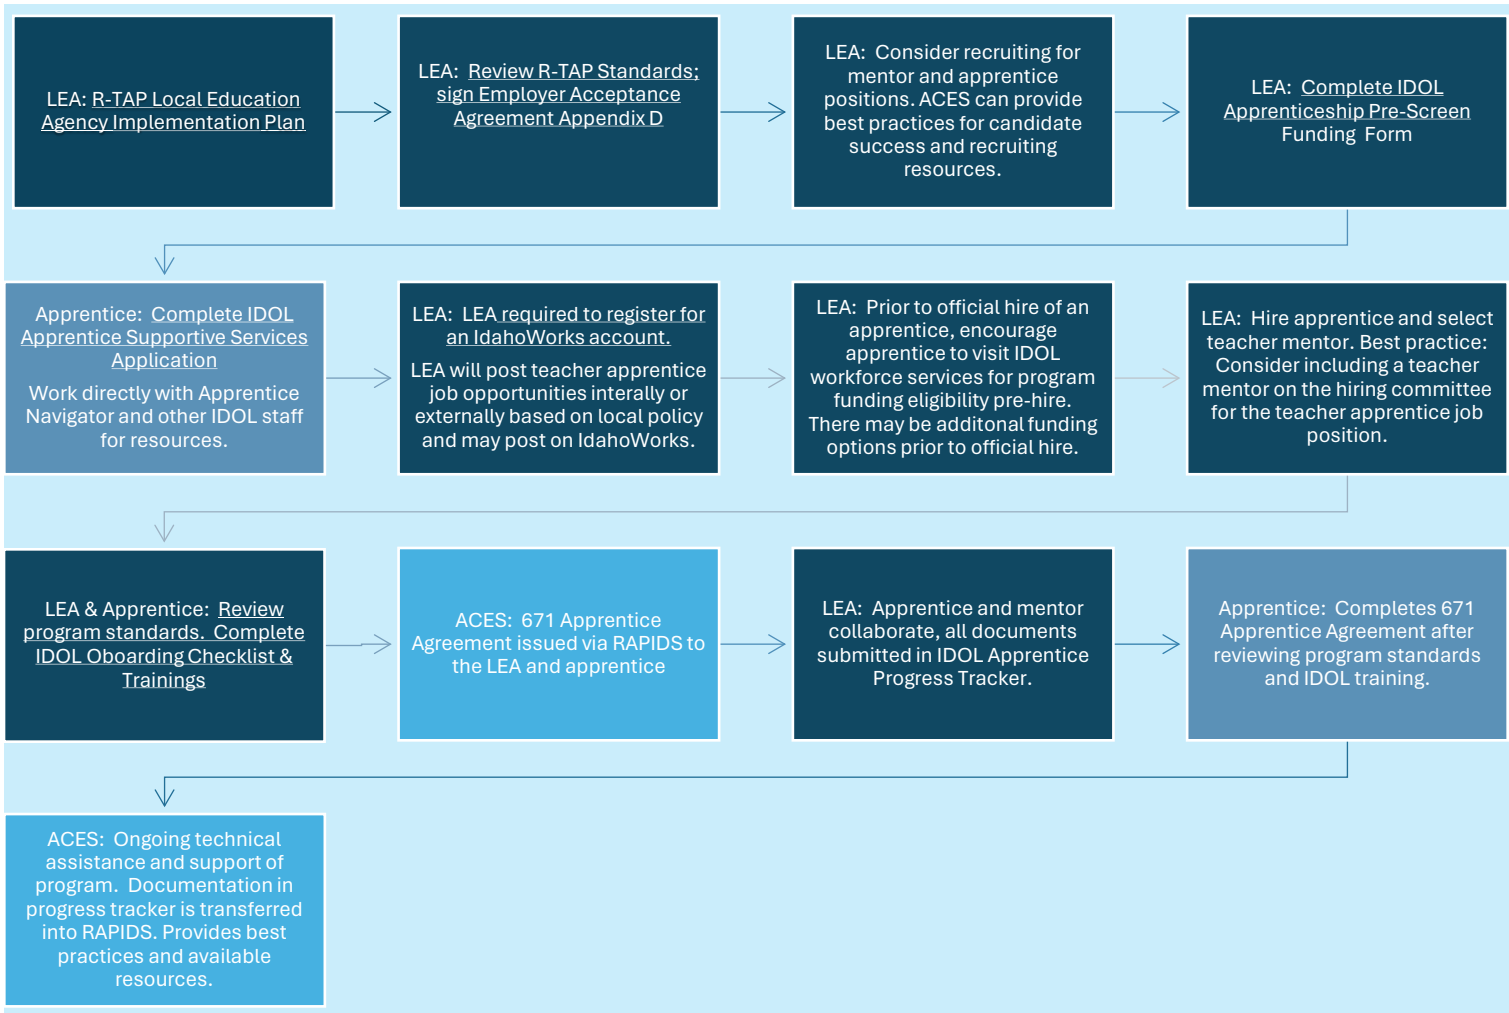 LEA: R-TAP Local Education
Agency Implementation Plan
LEA: Review R-TAP Standards;
sign Employer Acceptance
Agreement Appendix D
LEA: Consider recruiting for
mentor and apprentice
positions. ACES can provide
best practices for candidate
success and recruiting
resources.
LEA: Complete IDOL
Apprenticeship Pre-Screen
Funding Form
Apprentice: Complete IDOL
Apprentice Supportive Services
Application
Work directly with Apprentice
Navigator and other IDOL staff
for resources.
LEA: LEA required to register for
an IdahoWorks account.
LEA will post teacher apprentice
job opportunities interally or
externally based on local policy
and may post on IdahoWorks.
LEA: Prior to official hire of an
apprentice, encourage
apprentice to visit IDOL
workforce services for program
funding eligibility pre-hire.
There may be additonal funding
options prior to official hire.
LEA: Hire apprentice and select
teacher mentor. Best practice:
Consider including a teacher
mentor on the hiring committee
for the teacher apprentice job
position.
LEA & Apprentice: Review
program standards. Complete
IDOL Oboarding Checklist &
Trainings
ACES: 671 Apprentice
Agreement issued via RAPIDS to
the LEA and apprentice
LEA: Apprentice and mentor
collaborate, all documents
submitted in IDOL Apprentice
Progress Tracker.
Apprentice: Completes 671
Apprentice Agreement after
reviewing program standards
and IDOL training.
ACES: Ongoing technical
assistance and support of
program. Documentation in
progress tracker is transferred
into RAPIDS. Provides best
practices and available
resources.